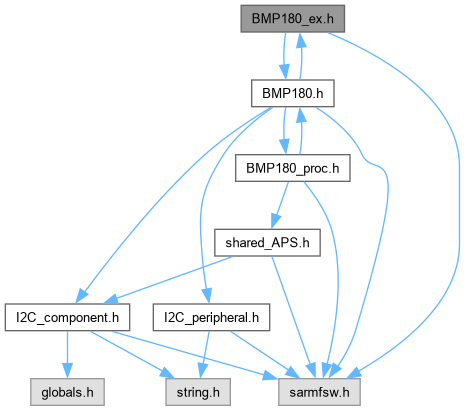 BMP180_ex.h
BMP180.h
BMP180_proc.h
shared_APS.h
I2C_component.h
I2C_peripheral.h
globals.h
string.h
sarmfsw.h